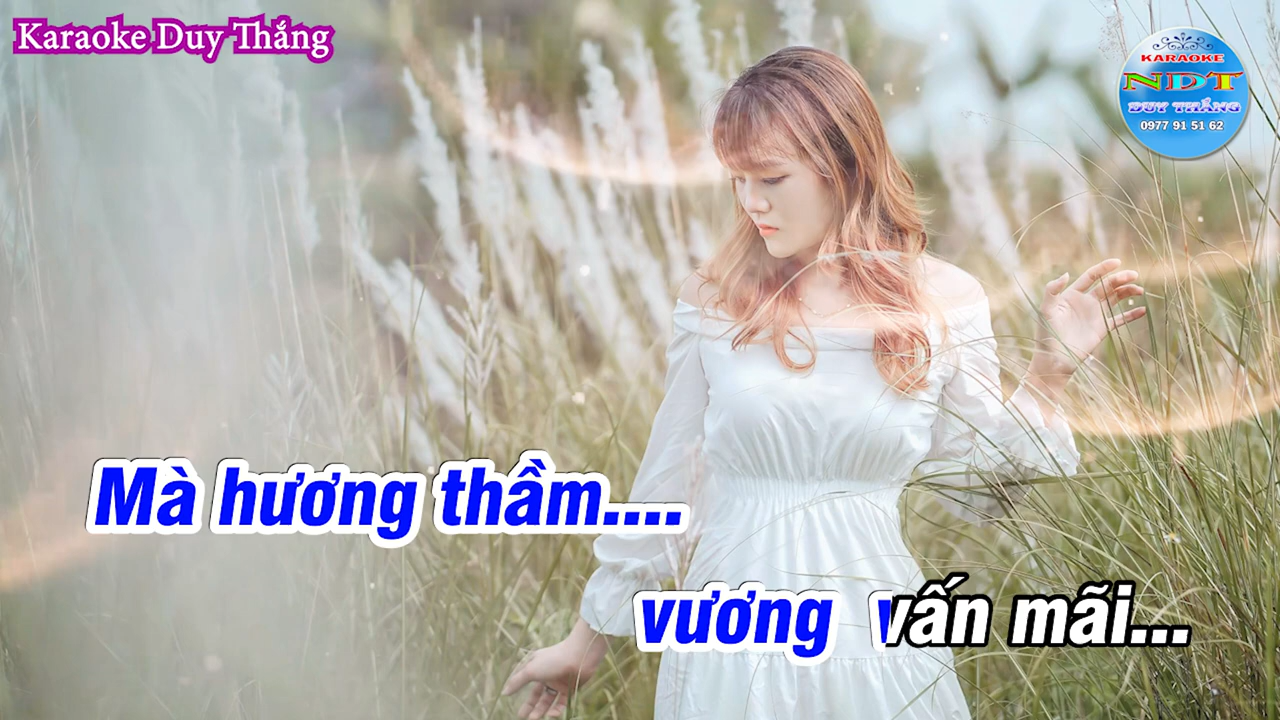 Karaoke Duy Thắng
KARAOKE
NDT
DUY THẮNG
0977 91 51 62
Mà hương thầm....
vương vấn mãi...